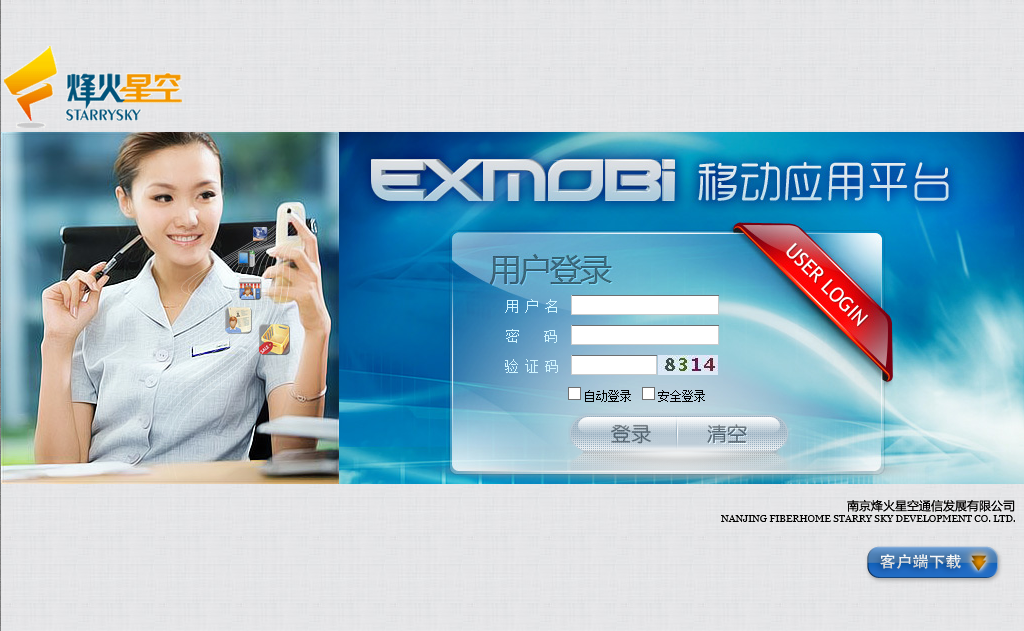 烽火星空
STARRYSKY
EXMOBi 移动应用平台
USER LOGIN
用户登录
用户名
密 码
验证码 8314
自动登录 安全登录
登录 清空
南京烽火星空通信发展有限公司
NANJING FIBERHOME STARRY SKY DEVELOPMENT CO. LTD.
客户端下载